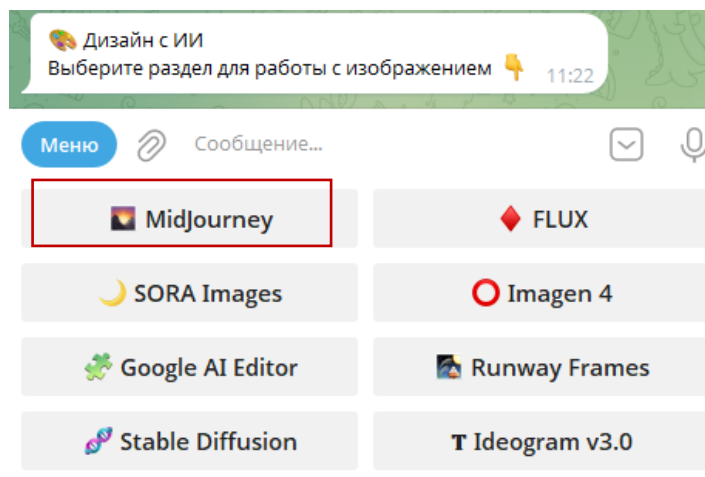 🎨 Дизайн с ИИ
Выберите раздел для работы с изображением 👇 11:22
Меню Сообщение...
MidJourney FLUX
SORA Images Imagen 4
Google AI Editor Runway Frames
Stable Diffusion T Ideogram v3.0